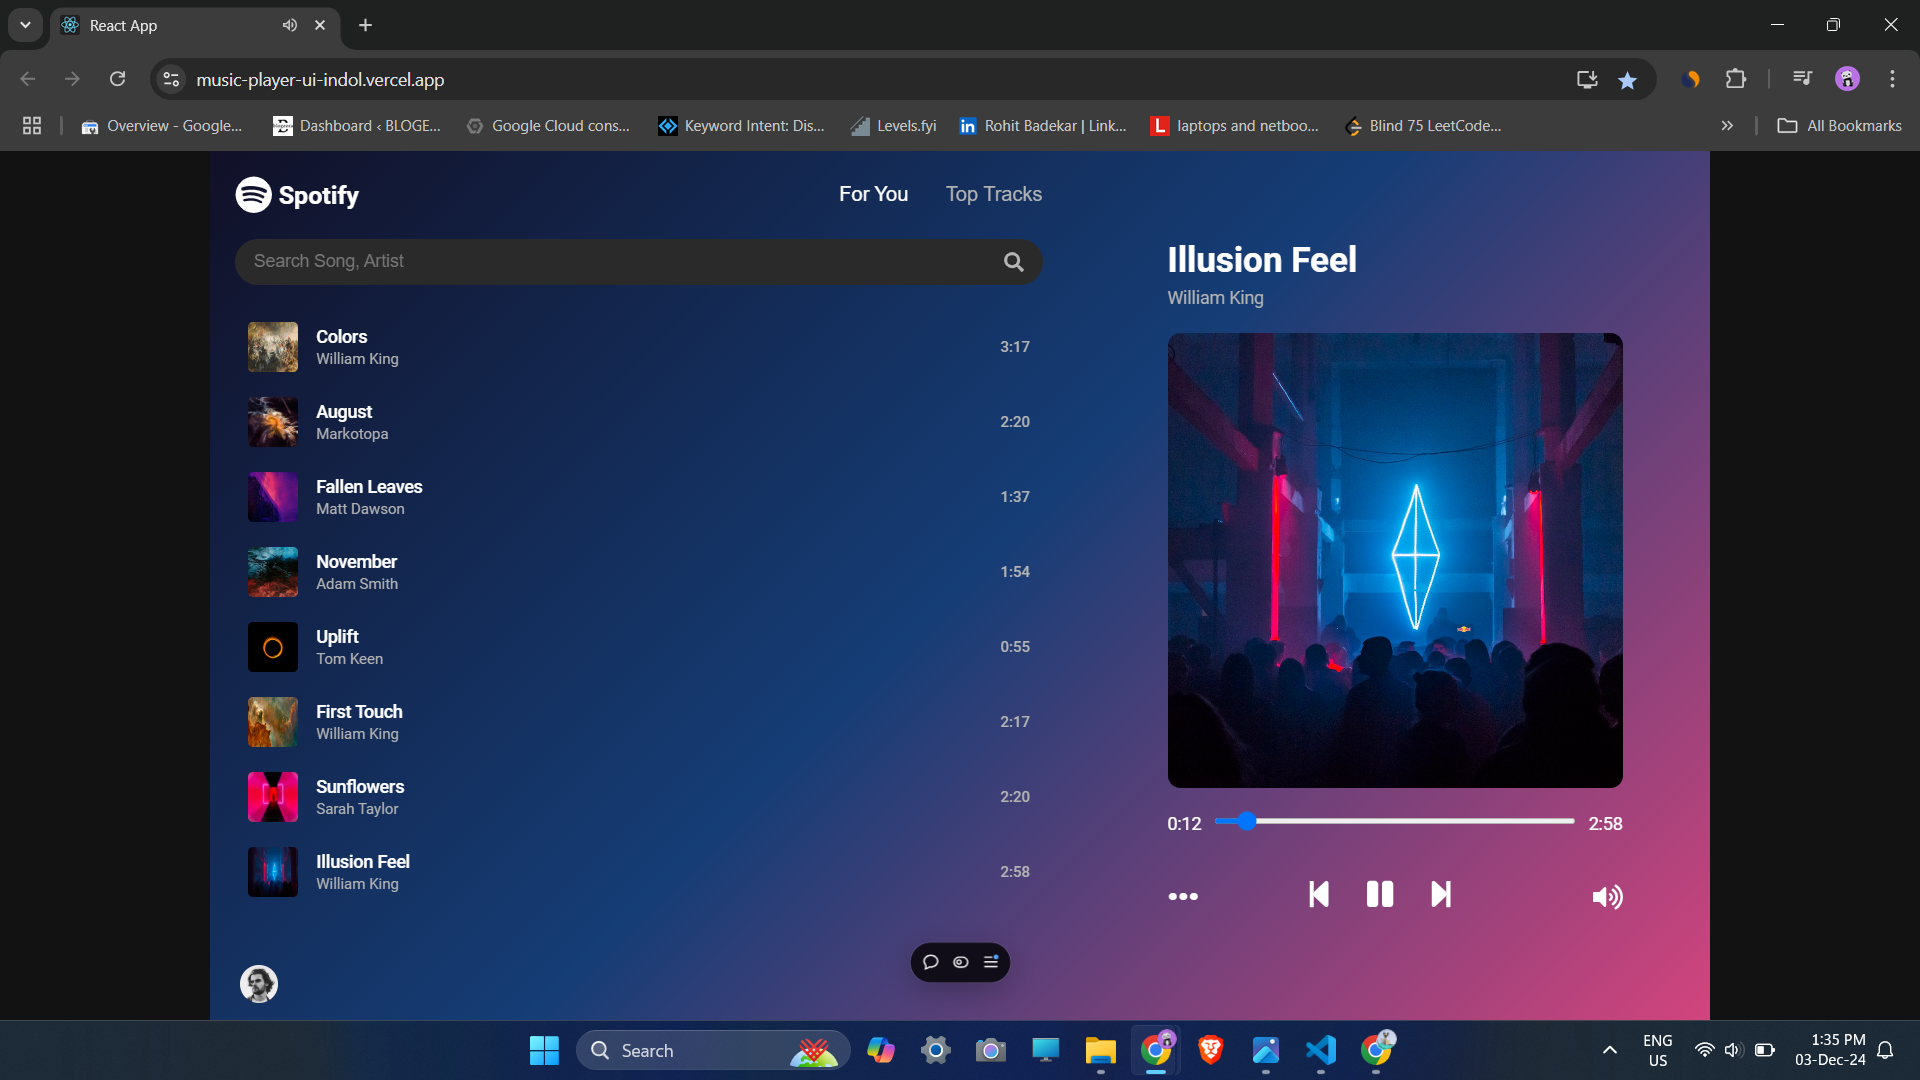 React App
music-player-ui-indol.vercel.app
Overview - Google...
Dashboard ‹ BLOGE...
Google Cloud cons...
Keyword Intent: Dis...
Levels.fyi
in
Rohit Badekar | Link...
L
laptops and netboo...
Blind 75 LeetCode...
All Bookmarks
Spotify
For You
Top Tracks
Search Song, Artist
Colors
William King
3:17
August
Markotopa
2:20
Fallen Leaves
Matt Dawson
1:37
November
Adam Smith
1:54
Uplift
Tom Keen
0:55
First Touch
William King
2:17
Sunflowers
Sarah Taylor
2:20
Illusion Feel
William King
2:58
Illusion Feel
William King
0:12
2:58
Search
ENG
US
1:35 PM
03-Dec-24